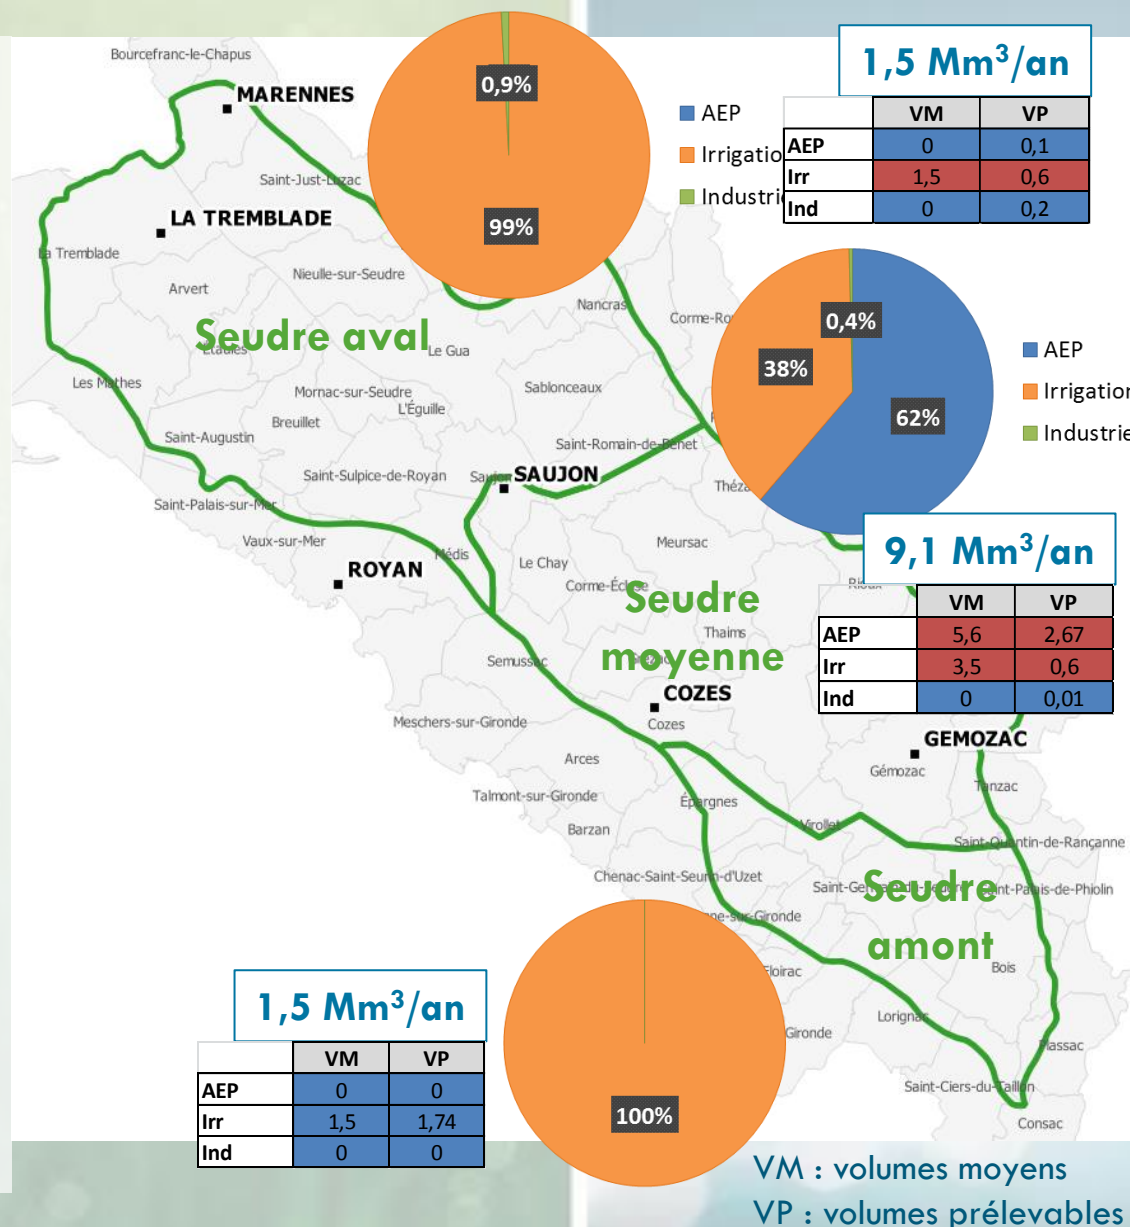 Bourcefranc-le-Chapus
MARENNES
0,9%
99%
AEP
Irrigatio
Industrie
1,5 Mm³/an
VM VP
AEP 0 0,1
Irr 1,5 0,6
Ind 0 0,2
Saint-Just-Luzac
LA TREMBLADE
La Tremblade
Arvert
Nieulle-sur-Seudre
Nancras
Seudre aval
Étaules
Le Gua
Les Mathes
Mornac-sur-Seudre
L'Éguille
Breuillet
Sablonceaux
Saint-Augustin
Saint-Romain-de-Benet
Saint-Sulpice-de-Royan
Saujon
SAUJON
Saint-Palais-sur-Mer
Vaux-sur-Mer
Médis
ROYAN
Le Chay
Corme-Écluse
Meursac
0,4%
38%
62%
AEP
Irrigation
Industrie
9,1 Mm³/an
VM VP
AEP 5,6 2,67
Irr 3,5 0,6
Ind 0 0,01
Rioux
Seudre
moyenne
Thaims
Semussac
COZES
Cozes
Meschers-sur-Gironde
GEMOZAC
Gémozac
Tanzac
Arces
Talmont-sur-Gironde
Épargnes
Barzan
Virollet
Saint-Quentin-de-Rançanne
Chenac-Saint-Seurin-d'Uzet
Saint-Palais-de-Phiolin
Seudre
amont
ne-sur-Gironde
Floirac
Bois
Gironde
Lorignac
Plassac
Saint-Ciers-du-Taillon
Consac
100%
1,5 Mm³/an
VM VP
AEP 0 0
Irr 1,5 1,74
Ind 0 0
VM : volumes moyens
VP : volumes prélevables